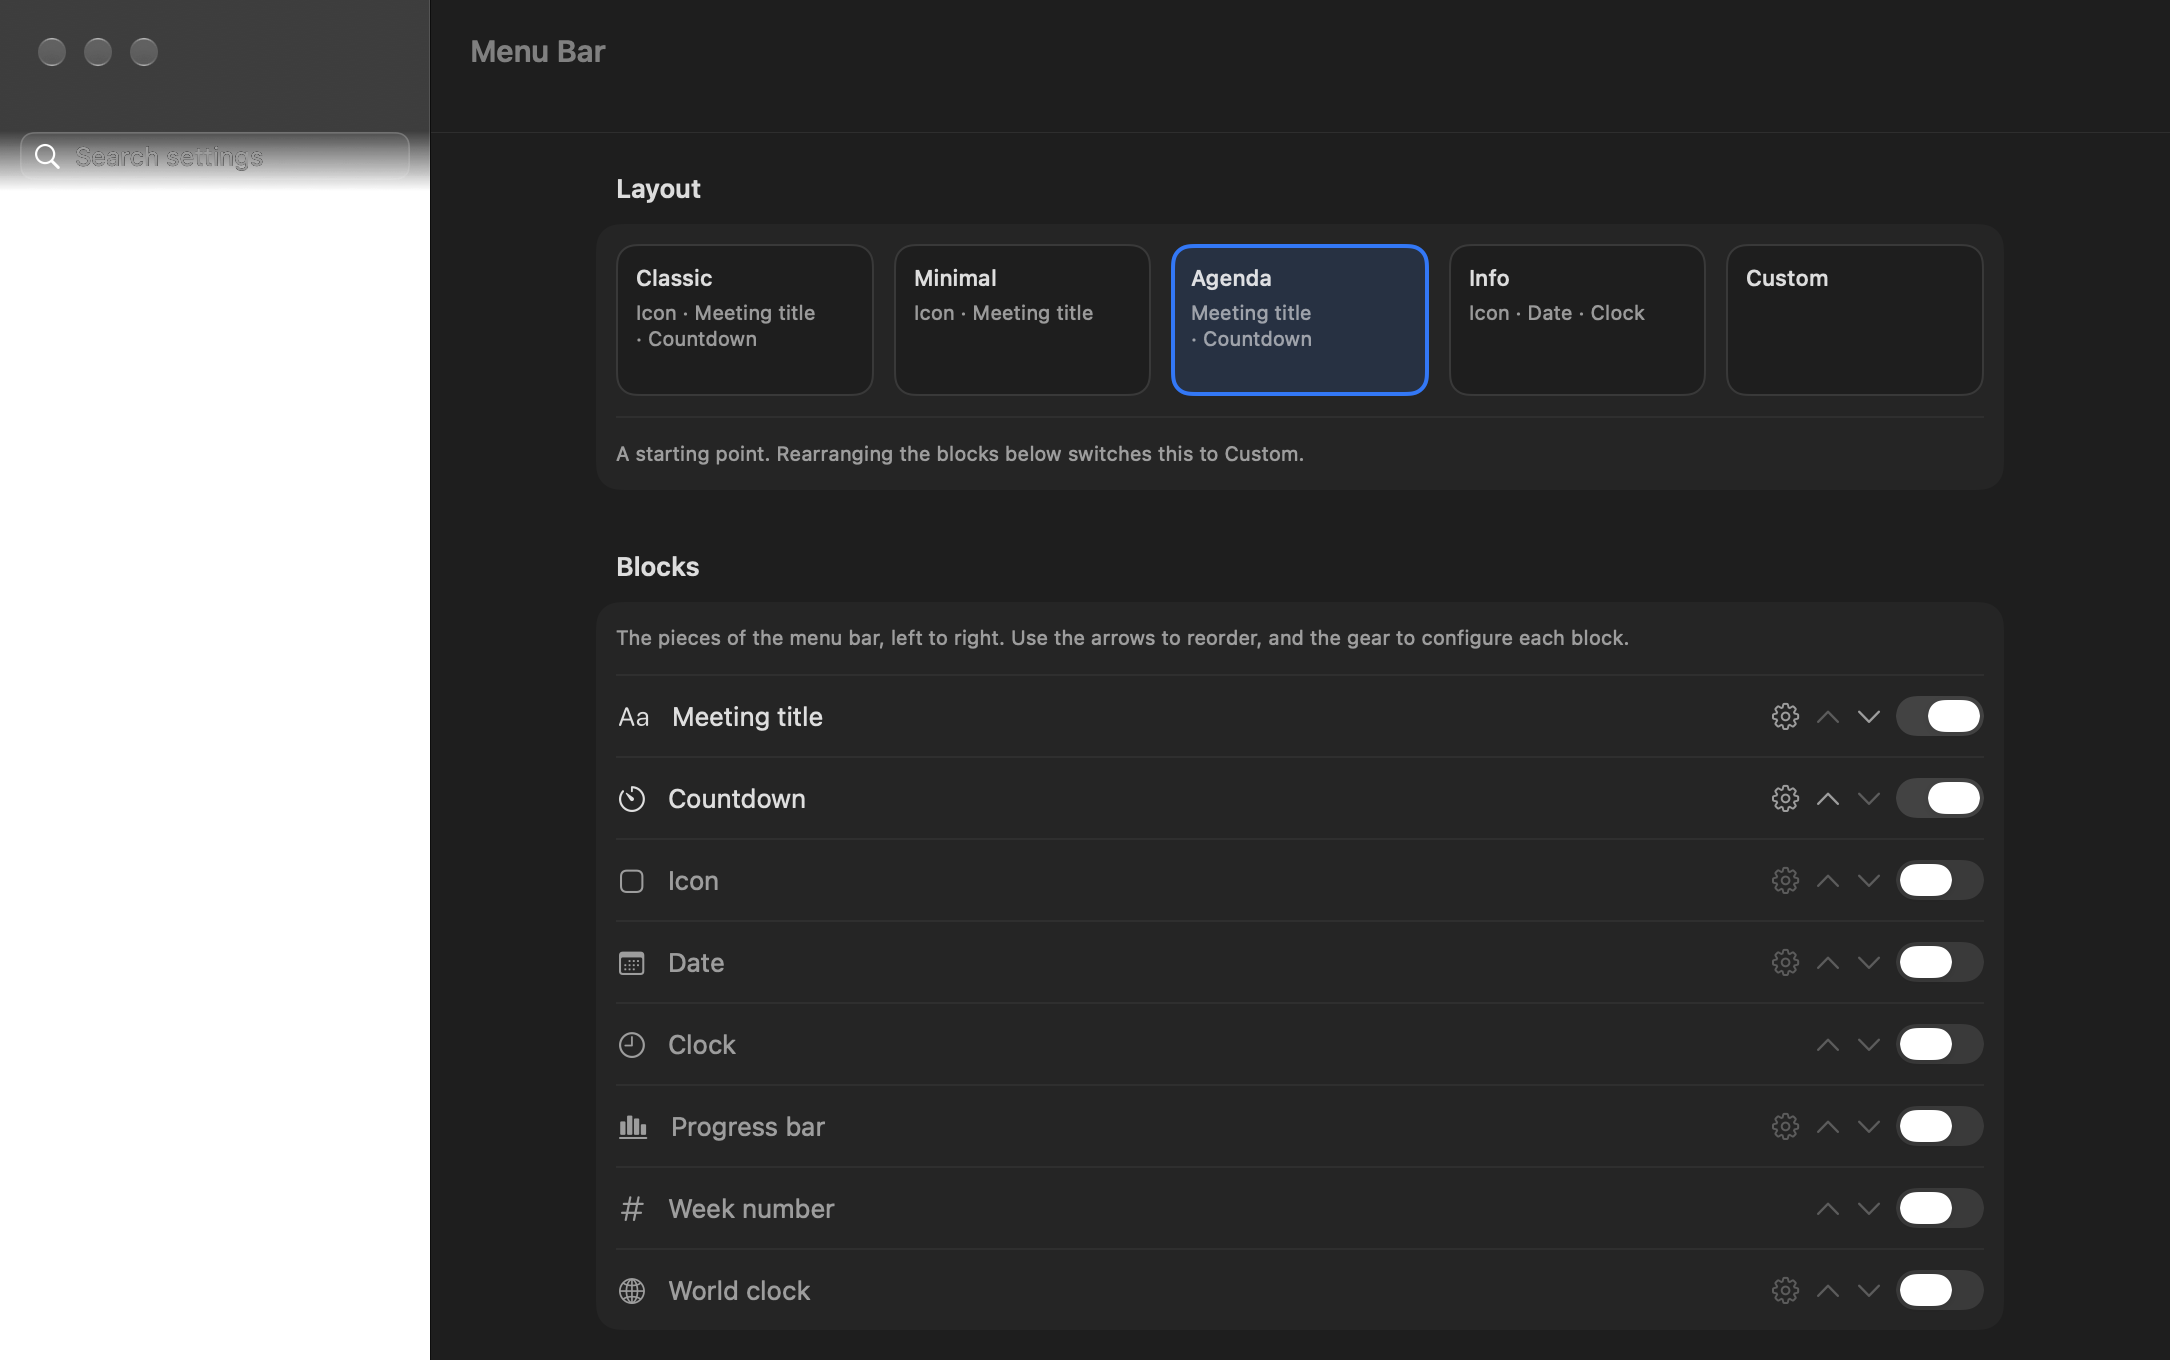 Menu Bar
Search settings
Layout
Classic
Icon · Meeting title
· Countdown
Minimal
Icon · Meeting title
Agenda
Meeting title
· Countdown
Info
Icon · Date · Clock
Custom
A starting point. Rearranging the blocks below switches this to Custom.
Blocks
The pieces of the menu bar, left to right. Use the arrows to reorder, and the gear to configure each block.
Aa Meeting title
Countdown
Icon
Date
Clock
Progress bar
# Week number
World clock